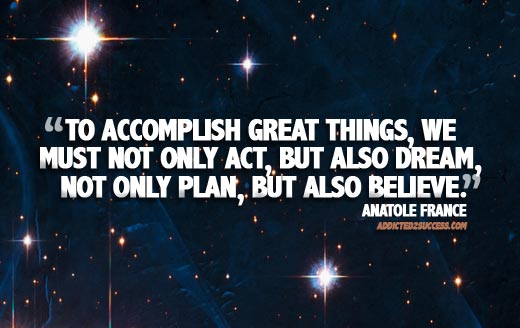 “TO ACCOMPLISH GREAT THINGS, WE
MUST NOT ONLY ACT, BUT ALSO DREAM,
NOT ONLY PLAN, BUT ALSO BELIEVE.”
ANATOLE FRANCE
ADDICTED2SUCCESS.COM